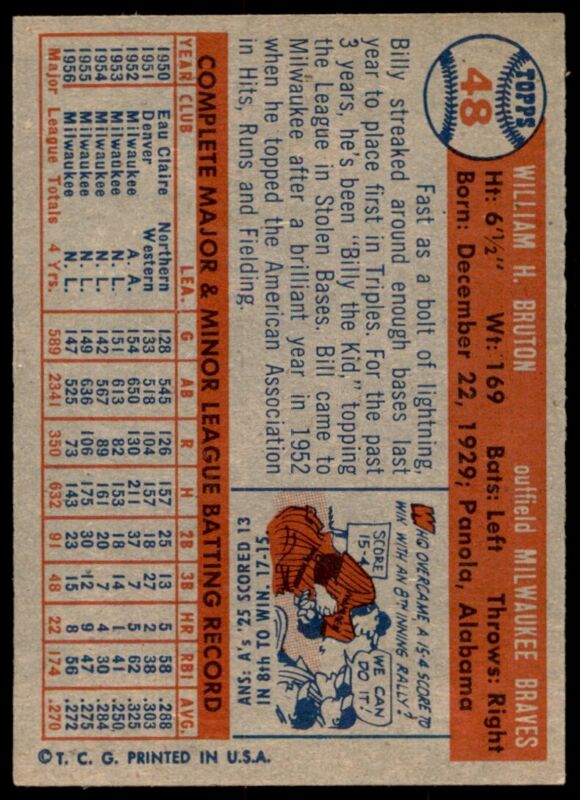 TOPPS
48
WILLIAM H. BRUTON outfield MILWAUKEE BRAVES
Ht: 6'½" Wt: 169 Bats: Left Throws: Right
Born: December 22, 1929; Panola, Alabama
Fast as a bolt of lightning,
Billy streaked around enough bases last
year to place first in Triples. For the past
3 years, he's been "Billy the Kid," topping
the League in Stolen Bases. Bill came to
Milwaukee after a brilliant year in 1952
when he topped the American Association
in Hits, Runs and Fielding.
WHO OVERCAME A 15-4 SCORE TO
WIN WITH AN 8TH INNING RALLY?
SCORE
15-4
WE CAN
DO IT!
ANS: A's 25 SCORED 13
IN 8TH TO WIN, 17-15
COMPLETE MAJOR & MINOR LEAGUE BATTING RECORD
YEAR CLUB LEA. G AB R H 2B 3B HR RBI AVG.
1950 Eau Claire Northern 128 545 126 157 25 13 2 58 .288
1951 Denver Western 133 518 104 157 38 .303
1952 Milwaukee A. A. 154 650 130 211 5 62 .325
1953 Milwaukee N. L. 151 613 82 153 18 14 1 41 .250
1954 Milwaukee N. L. 142 567 89 161 20 7 4 30 .284
1955 Milwaukee N. L. 149 636 106 175 30 12 9 47 .275
1956 Milwaukee N. L. 147 525 73 143 23 15 8 56 .272
Major League Totals 4 Yrs. 589 2341 350 632 91 48 22 174 .270
© T. C. G. PRINTED IN U.S.A.